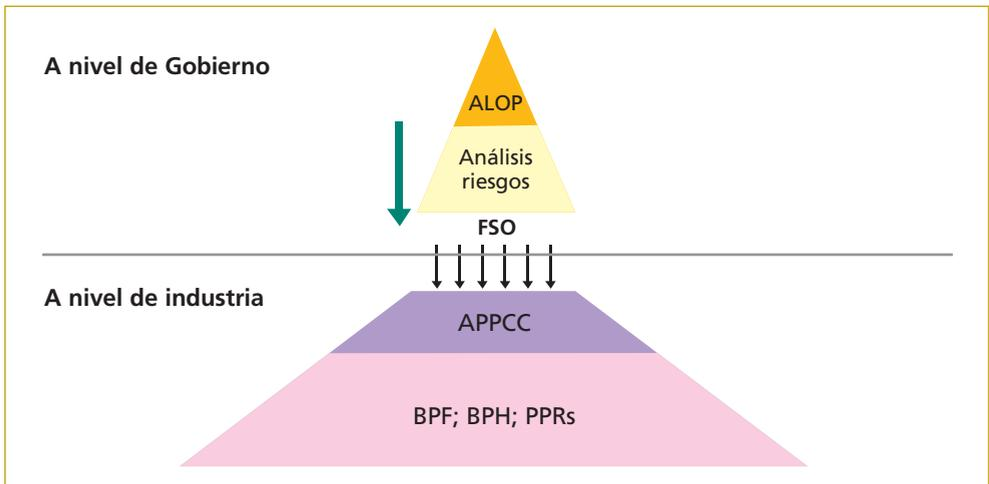 A nivel de Gobierno
ALOP
Análisis
riesgos
FSO
A nivel de industria
APPCC
BPF; BPH; PPRs